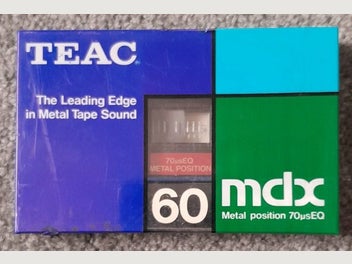 TEAC
The Leading Edge
in Metal Tape Sound
70µsEQ
METAL POSITION
60
mdx
Metal position 70µsEQ